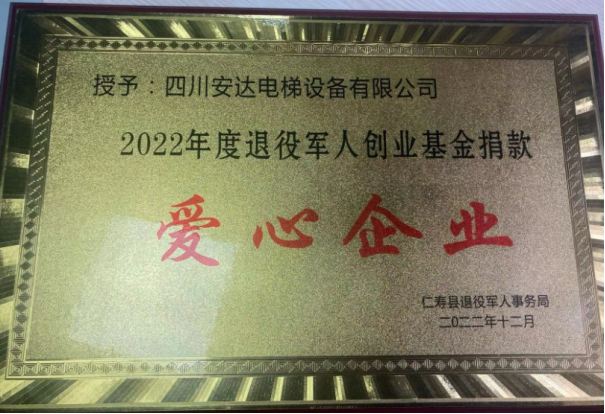 授予：四川安达电梯设备有限公司
2022年度退役军人创业基金捐款
爱心企业
仁寿县退役军人事务局
二0二二年十二月